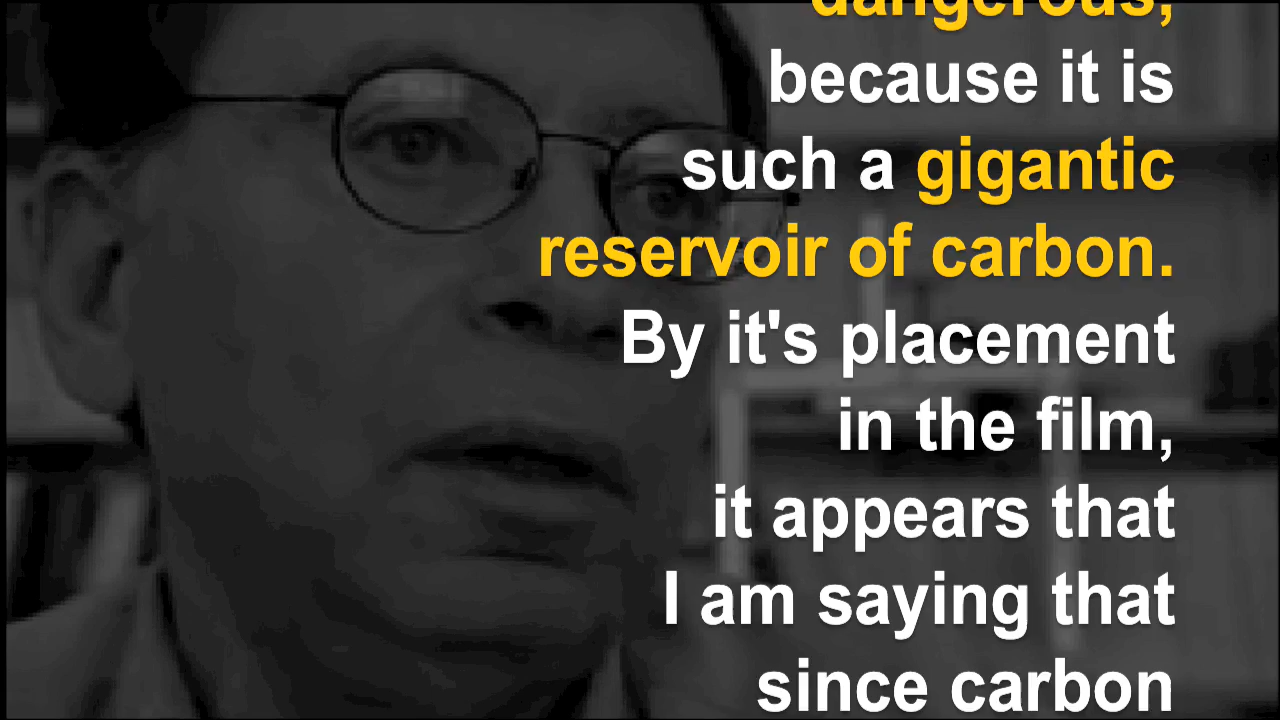 dangerous,
because it is
such a gigantic
reservoir of carbon.
By it's placement
in the film,
it appears that
I am saying that
since carbon